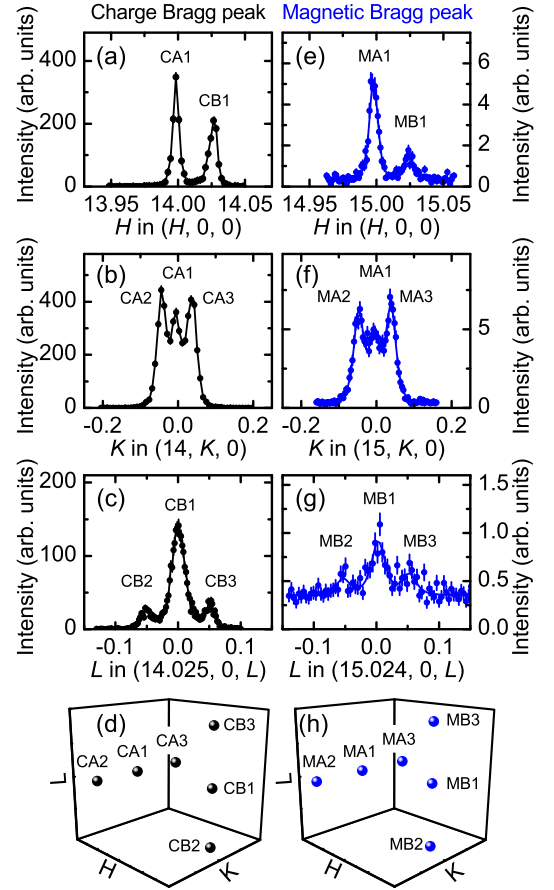 Charge Bragg peak
Magnetic Bragg peak
(a)
CA1
CB1
400
200
0
Intensity (arb. units)
13.95 14.00 14.05
H in (H, 0, 0)
(e)
MA1
MB1
6
4
2
0
Intensity (arb. units)
14.95 15.00 15.05
H in (H, 0, 0)
(b)
CA1
CA2
CA3
400
200
0
Intensity (arb. units)
-0.2 0.0 0.2
K in (14, K, 0)
(f)
MA1
MA2
MA3
5
0
Intensity (arb. units)
-0.2 0.0 0.2
K in (15, K, 0)
(c)
CB1
CB2
CB3
200
100
0
Intensity (arb. units)
-0.1 0.0 0.1
L in (14.025, 0, L)
(g)
MB1
MB2
MB3
1.5
1.0
0.5
0.0
Intensity (arb. units)
-0.1 0.0 0.1
L in (15.024, 0, L)
(d)
CB3
CA3
CA1
CA2
CB1
CB2
L
H
K
(h)
MB3
MA3
MA1
MA2
MB1
MB2
L
H
K